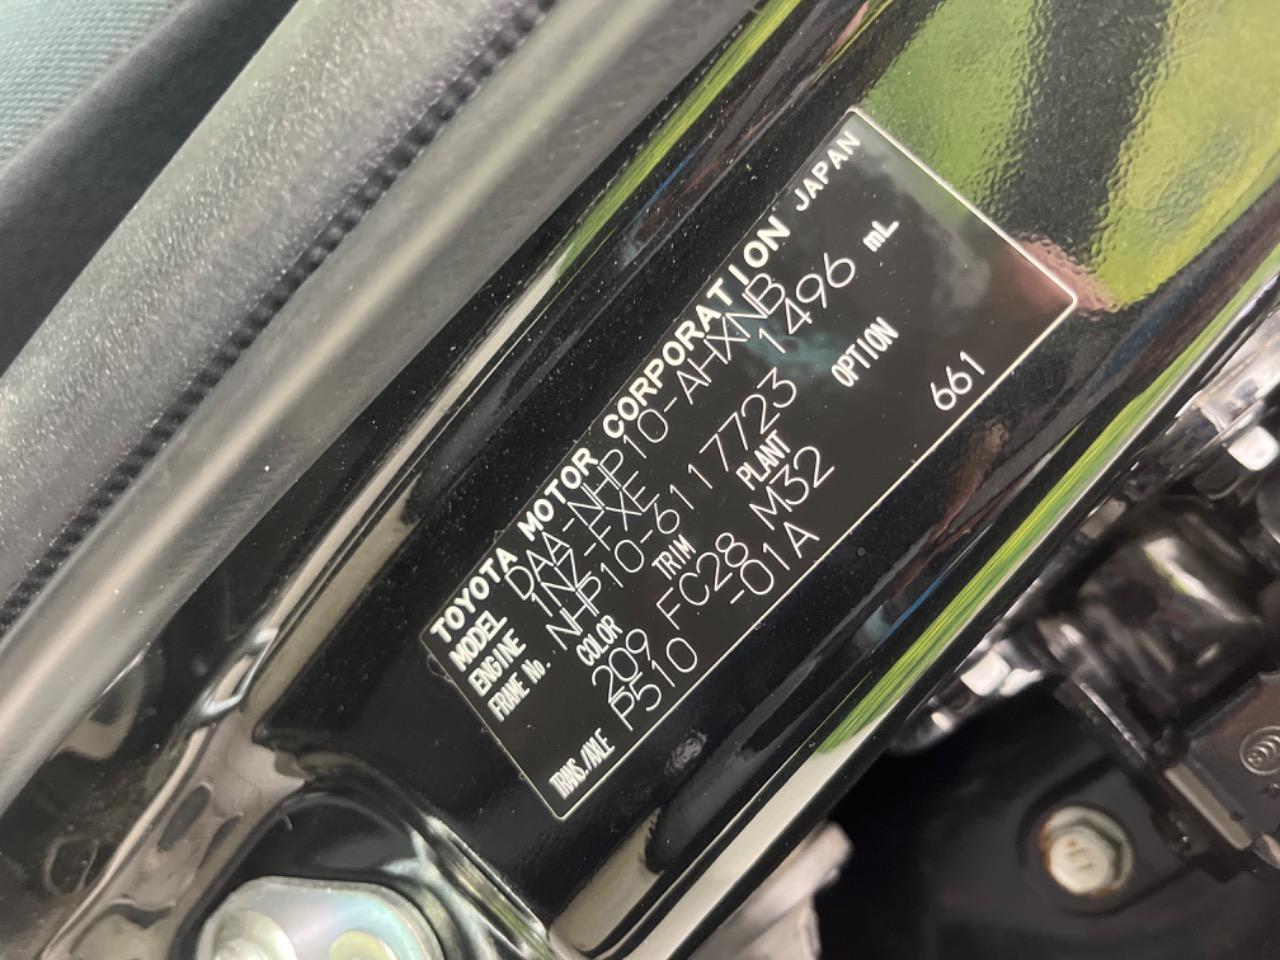 TOYOTA MOTOR CORPORATION JAPAN
MODEL DAA-NHP10-AHXNB
ENGINE 1NZ-FXE 1496 mL
FRAME No. NHP10-6117723
COLOR TRIM PLANT OPTION
209 FC28 M32
TRANS./AXLE P510 -01A 661